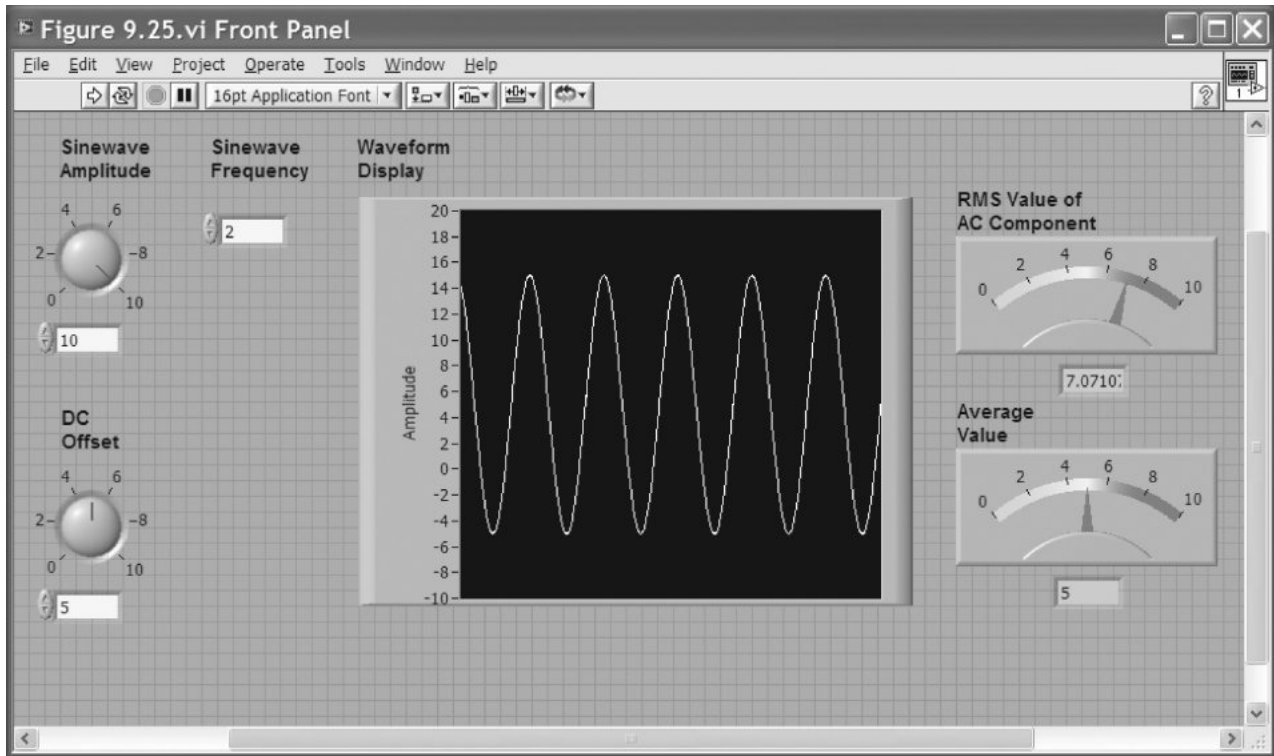 Figure 9.25.vi Front Panel
File Edit View Project Operate Tools Window Help
16pt Application Font
1
Sinewave
Amplitude
0 2 4 6 8 10
10
Sinewave
Frequency
2
DC
Offset
0 2 4 6 8 10
5
Waveform
Display
Amplitude
20
18
16
14
12
10
8
6
4
2
0
-2
-4
-6
-8
-10
RMS Value of
AC Component
0 2 4 6 8 10
7.07107
Average
Value
0 2 4 6 8 10
5